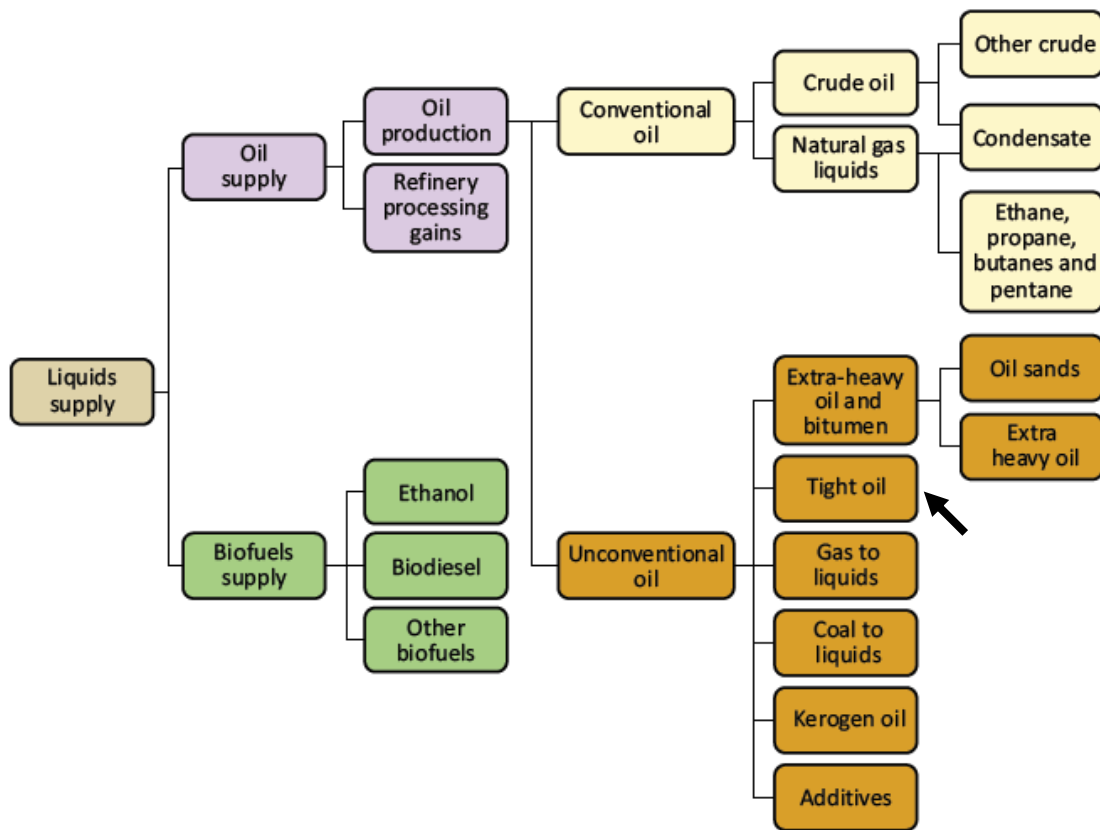 Liquids
supply
Oil
supply
Oil
production
Refinery
processing
gains
Conventional
oil
Crude oil
Other crude
Condensate
Natural gas
liquids
Ethane,
propane,
butanes and
pentane
Unconventional
oil
Extra-heavy
oil and
bitumen
Oil sands
Extra
heavy oil
Tight oil
Gas to
liquids
Coal to
liquids
Kerogen oil
Additives
Biofuels
supply
Ethanol
Biodiesel
Other
biofuels